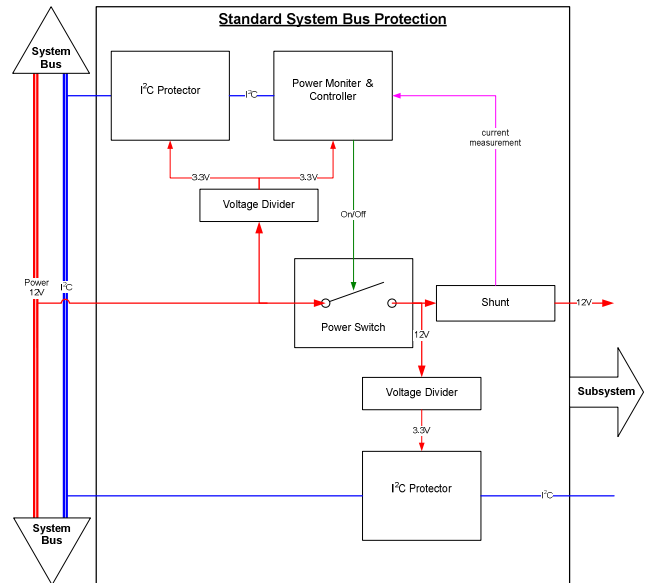 Standard System Bus Protection
System
Bus
I²C Protector
I²C
Power Moniter &
Controller
current
measurement
3.3V
3.3V
Voltage Divider
On/Off
Power
12V
I²C
Power Switch
Shunt
12V
12V
Voltage Divider
Subsystem
3.3V
I²C Protector
I²C
System
Bus